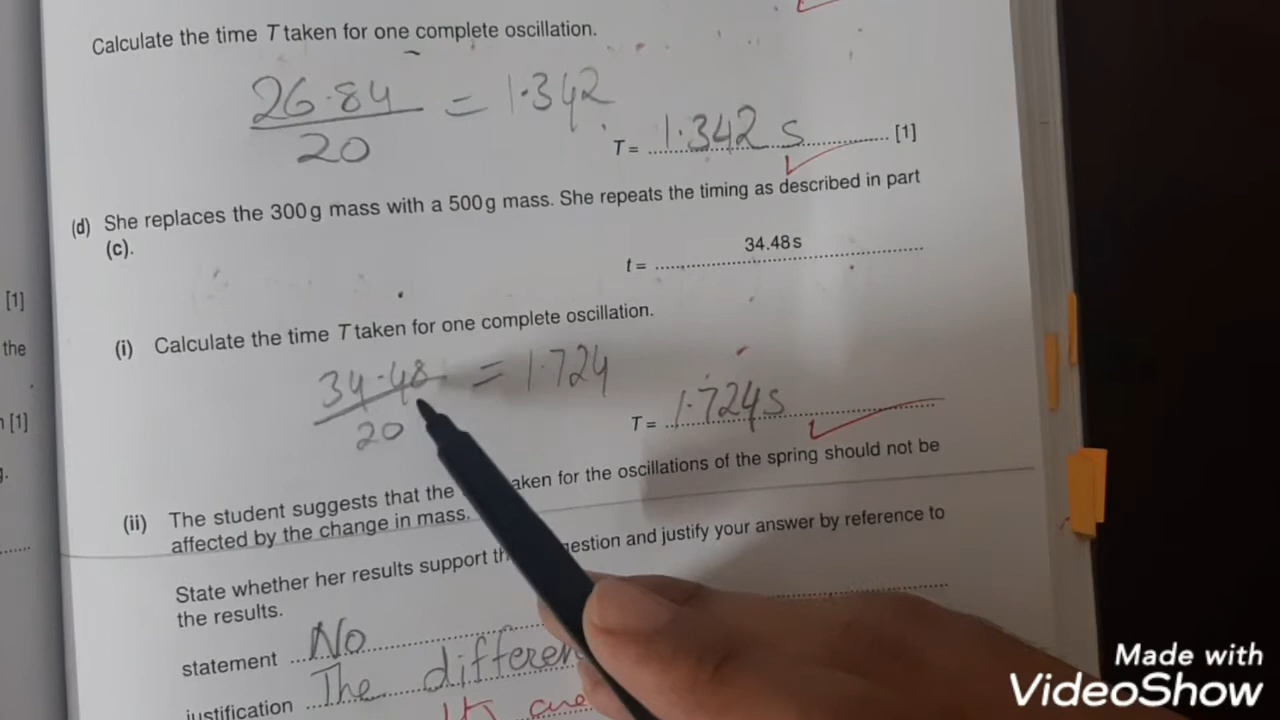 Calculate the time T taken for one complete oscillation.
26.84
20
= 1.342
T = 1.342 s [1]
(d) She replaces the 300 g mass with a 500 g mass. She repeats the timing as described in part
(c).
34.48 s
t =
[1]
(i) Calculate the time T taken for one complete oscillation.
the
34.48
20
= 1.724
T = 1.724 s
[1]
(ii) The student suggests that the taken for the oscillations of the spring should not be
affected by the change in mass.
State whether her results support and justify your answer by reference to
the results.
statement No
justification The
Made with
VideoShow